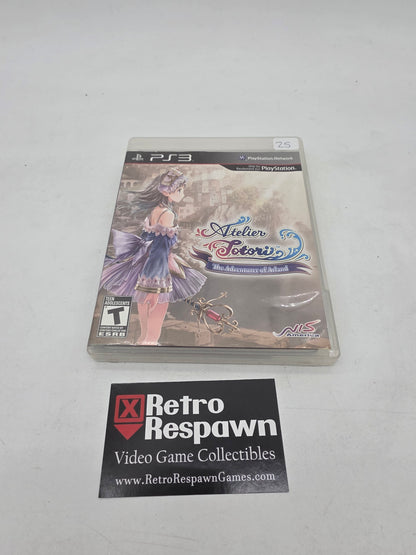 25
PS3
PlayStation Network
PlayStation
Atelier
Totori
The Adventurer of Arland
TEEN
T
ESRB
NIS
America
Retro
Respawn
Video Game Collectibles
www.RetroRespawnGames.com